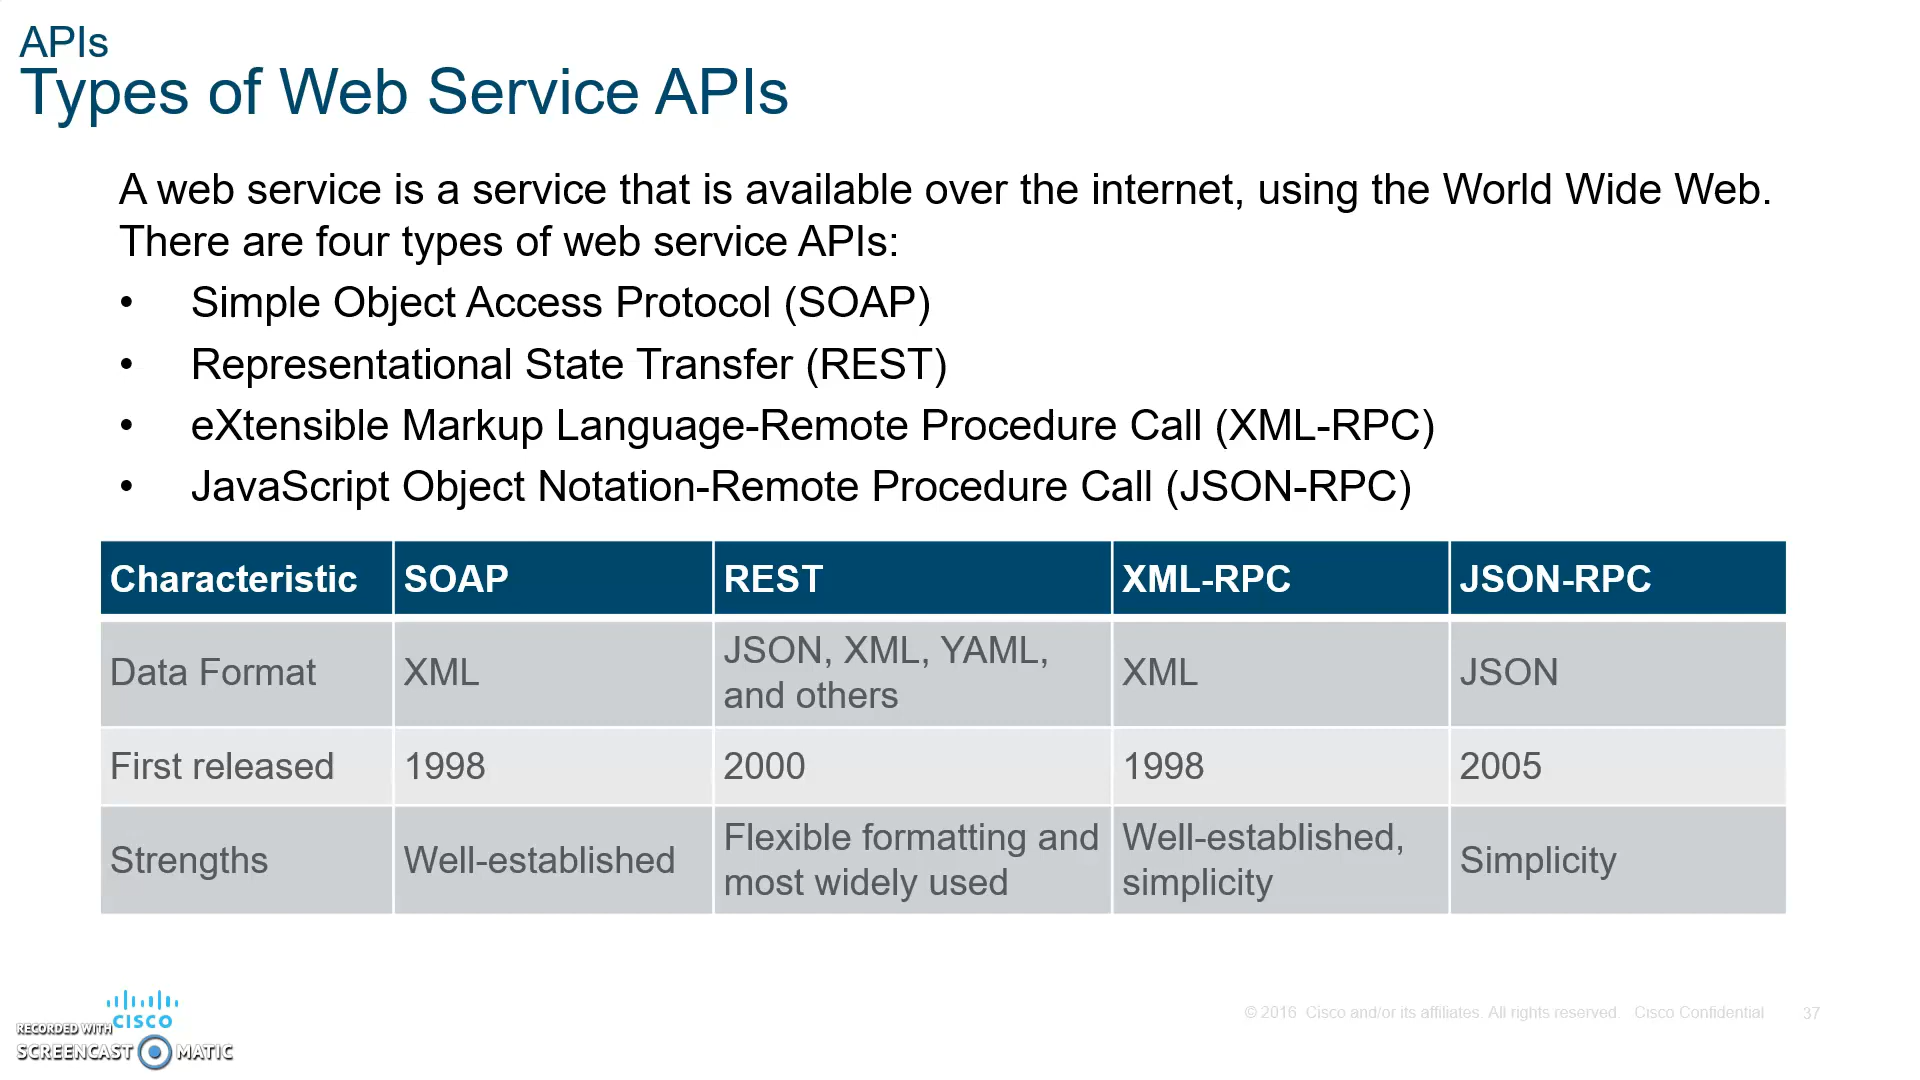 APIs
Types of Web Service APIs
A web service is a service that is available over the internet, using the World Wide Web.
There are four types of web service APIs:
• Simple Object Access Protocol (SOAP)
• Representational State Transfer (REST)
• eXtensible Markup Language-Remote Procedure Call (XML-RPC)
• JavaScript Object Notation-Remote Procedure Call (JSON-RPC)
Characteristic SOAP REST XML-RPC JSON-RPC
Data Format XML JSON, XML, YAML, and others XML JSON
First released 1998 2000 1998 2005
Strengths Well-established Flexible formatting and most widely used Well-established, simplicity Simplicity
CISCO
RECORDED WITH
SCREENCAST MATIC
© 2016 Cisco and/or its affiliates. All rights reserved. Cisco Confidential 37